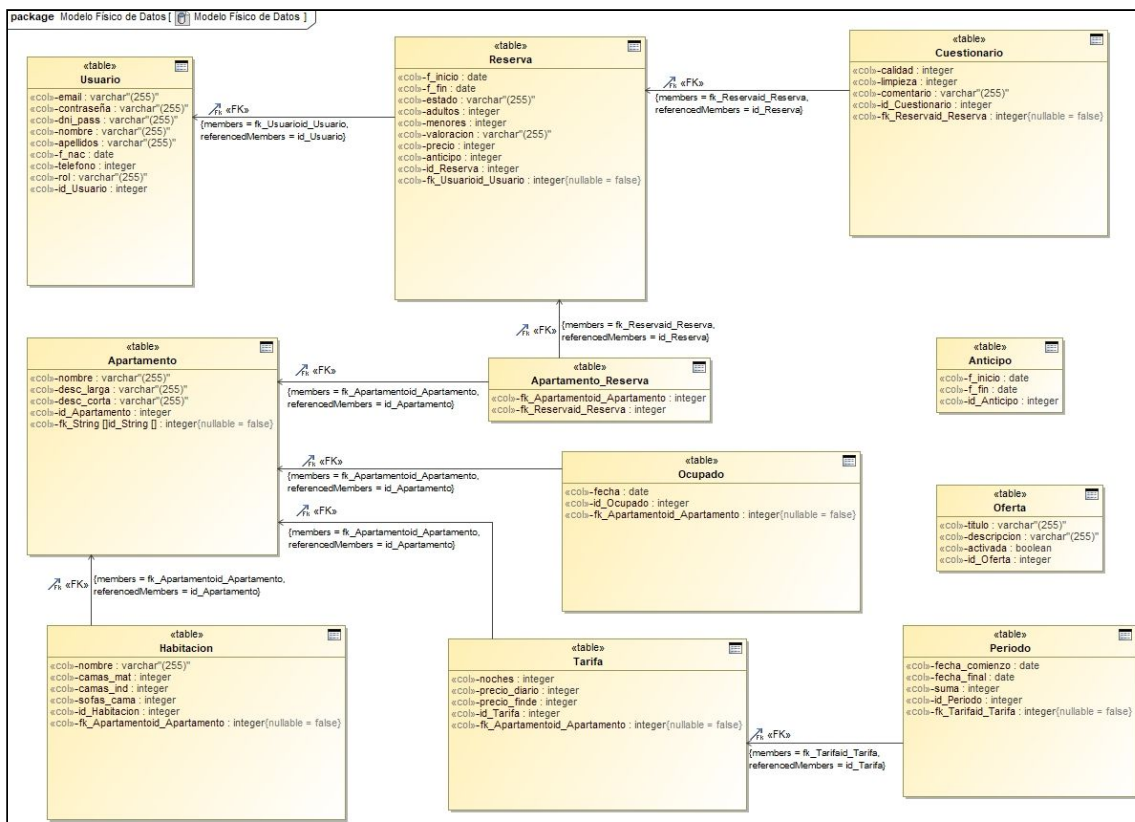 package Modelo Físico de Datos [ Modelo Físico de Datos ]
«table»
Usuario
«col»-email : varchar"(255)"
«col»-contraseña : varchar"(255)"
«col»-dni_pass : varchar"(255)"
«col»-nombre : varchar"(255)"
«col»-apellidos : varchar"(255)"
«col»-f_nac : date
«col»-telefono : integer
«col»-rol : varchar"(255)"
«col»-id_Usuario : integer
Fk «FK»
{members = fk_Usuarioid_Usuario,
referencedMembers = id_Usuario}
«table»
Reserva
«col»-f_inicio : date
«col»-f_fin : date
«col»-estado : varchar"(255)"
«col»-adultos : integer
«col»-menores : integer
«col»-valoracion : varchar"(255)"
«col»-precio : integer
«col»-anticipo : integer
«col»-id_Reserva : integer
«col»-fk_Usuarioid_Usuario : integer{nullable = false}
Fk «FK»
{members = fk_Reservaid_Reserva,
referencedMembers = id_Reserva}
«table»
Cuestionario
«col»-calidad : integer
«col»-limpieza : integer
«col»-comentario : varchar"(255)"
«col»-id_Cuestionario : integer
«col»-fk_Reservaid_Reserva : integer{nullable = false}
Fk «FK»
{members = fk_Reservaid_Reserva,
referencedMembers = id_Reserva}
«table»
Apartamento
«col»-nombre : varchar"(255)"
«col»-desc_larga : varchar"(255)"
«col»-desc_corta : varchar"(255)"
«col»-id_Apartamento : integer
«col»-fk_String []id_String [] : integer{nullable = false}
Fk «FK»
{members = fk_Apartamentoid_Apartamento,
referencedMembers = id_Apartamento}
«table»
Apartamento_Reserva
«col»-fk_Apartamentoid_Apartamento : integer
«col»-fk_Reservaid_Reserva : integer
«table»
Anticipo
«col»-f_inicio : date
«col»-f_fin : date
«col»-id_Anticipo : integer
Fk «FK»
{members = fk_Apartamentoid_Apartamento,
referencedMembers = id_Apartamento}
«table»
Ocupado
«col»-fecha : date
«col»-id_Ocupado : integer
«col»-fk_Apartamentoid_Apartamento : integer{nullable = false}
«table»
Oferta
«col»-titulo : varchar"(255)"
«col»-descripcion : varchar"(255)"
«col»-activada : boolean
«col»-id_Oferta : integer
Fk «FK»
{members = fk_Apartamentoid_Apartamento,
referencedMembers = id_Apartamento}
Fk «FK»
{members = fk_Apartamentoid_Apartamento,
referencedMembers = id_Apartamento}
«table»
Habitacion
«col»-nombre : varchar"(255)"
«col»-camas_mat : integer
«col»-camas_ind : integer
«col»-sofas_cama : integer
«col»-id_Habitacion : integer
«col»-fk_Apartamentoid_Apartamento : integer{nullable = false}
«table»
Tarifa
«col»-noches : integer
«col»-precio_diario : integer
«col»-precio_finde : integer
«col»-id_Tarifa : integer
«col»-fk_Apartamentoid_Apartamento : integer{nullable = false}
Fk «FK»
{members = fk_Tarifaid_Tarifa,
referencedMembers = id_Tarifa}
«table»
Periodo
«col»-fecha_comienzo : date
«col»-fecha_final : date
«col»-suma : integer
«col»-id_Periodo : integer
«col»-fk_Tarifaid_Tarifa : integer{nullable = false}